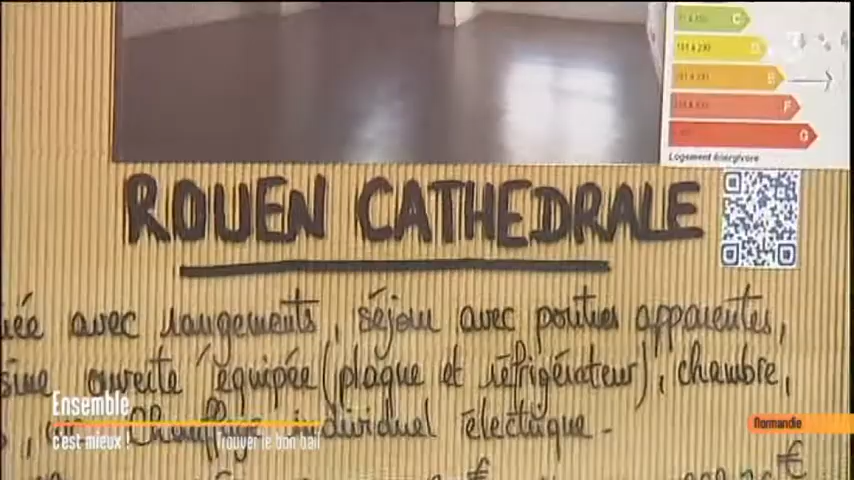 C
D
E
F
G
Logement énergivore
ROUEN CATHEDRALE
avec rangements, séjour avec poutres apparentes,
ouverte équipée (plaque et réfrigérateur), chambre,
Chauffage individuel électrique.
€ €
Ensemble
c'est mieux !
Trouver le bon bail
Normandie